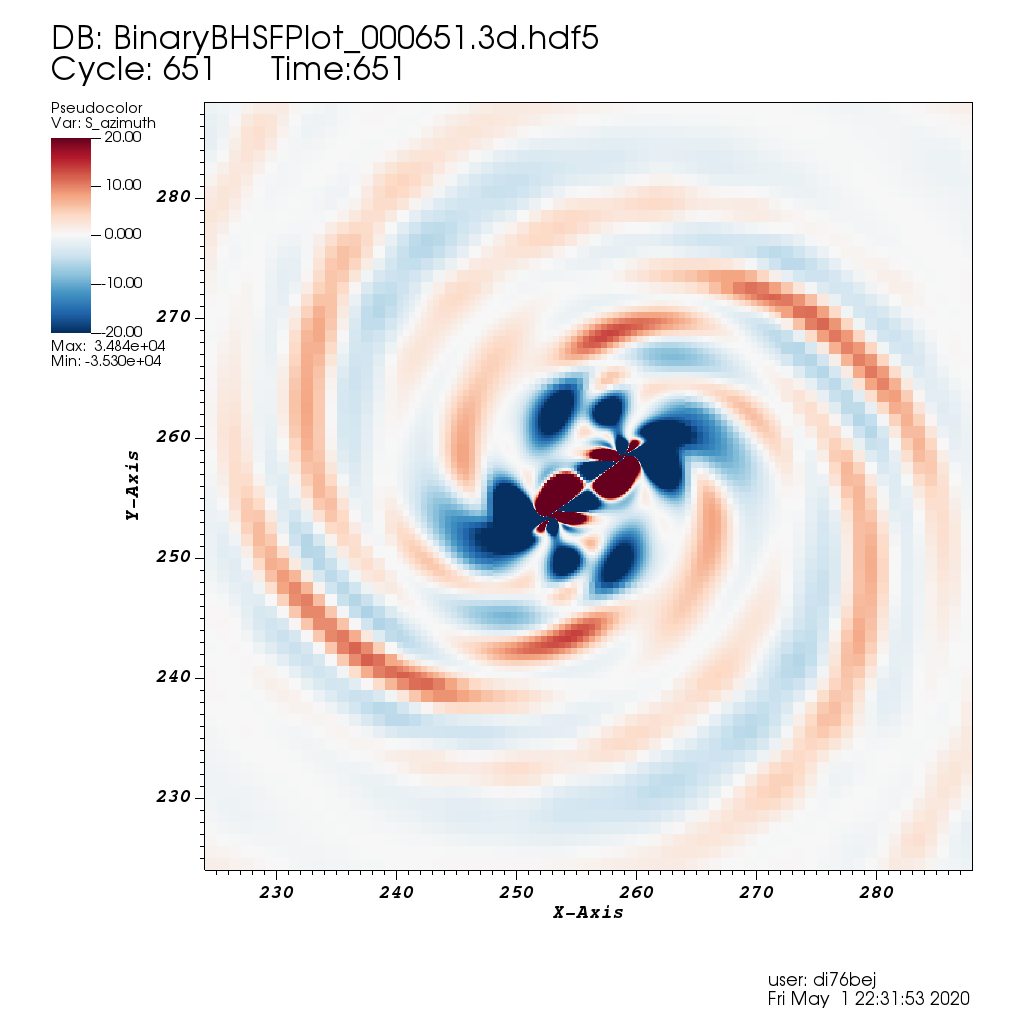 DB: BinaryBHSFPlot_000651.3d.hdf5
Cycle: 651 Time:651
Pseudocolor
Var: S_azimuth
20.00
10.00
0.000
-10.00
-20.00
Max: 3.484e+04
Min: -3.530e+04
280
270
260
250
240
230
Y-Axis
230 240 250 260 270 280
X-Axis
user: di76bej
Fri May 1 22:31:53 2020